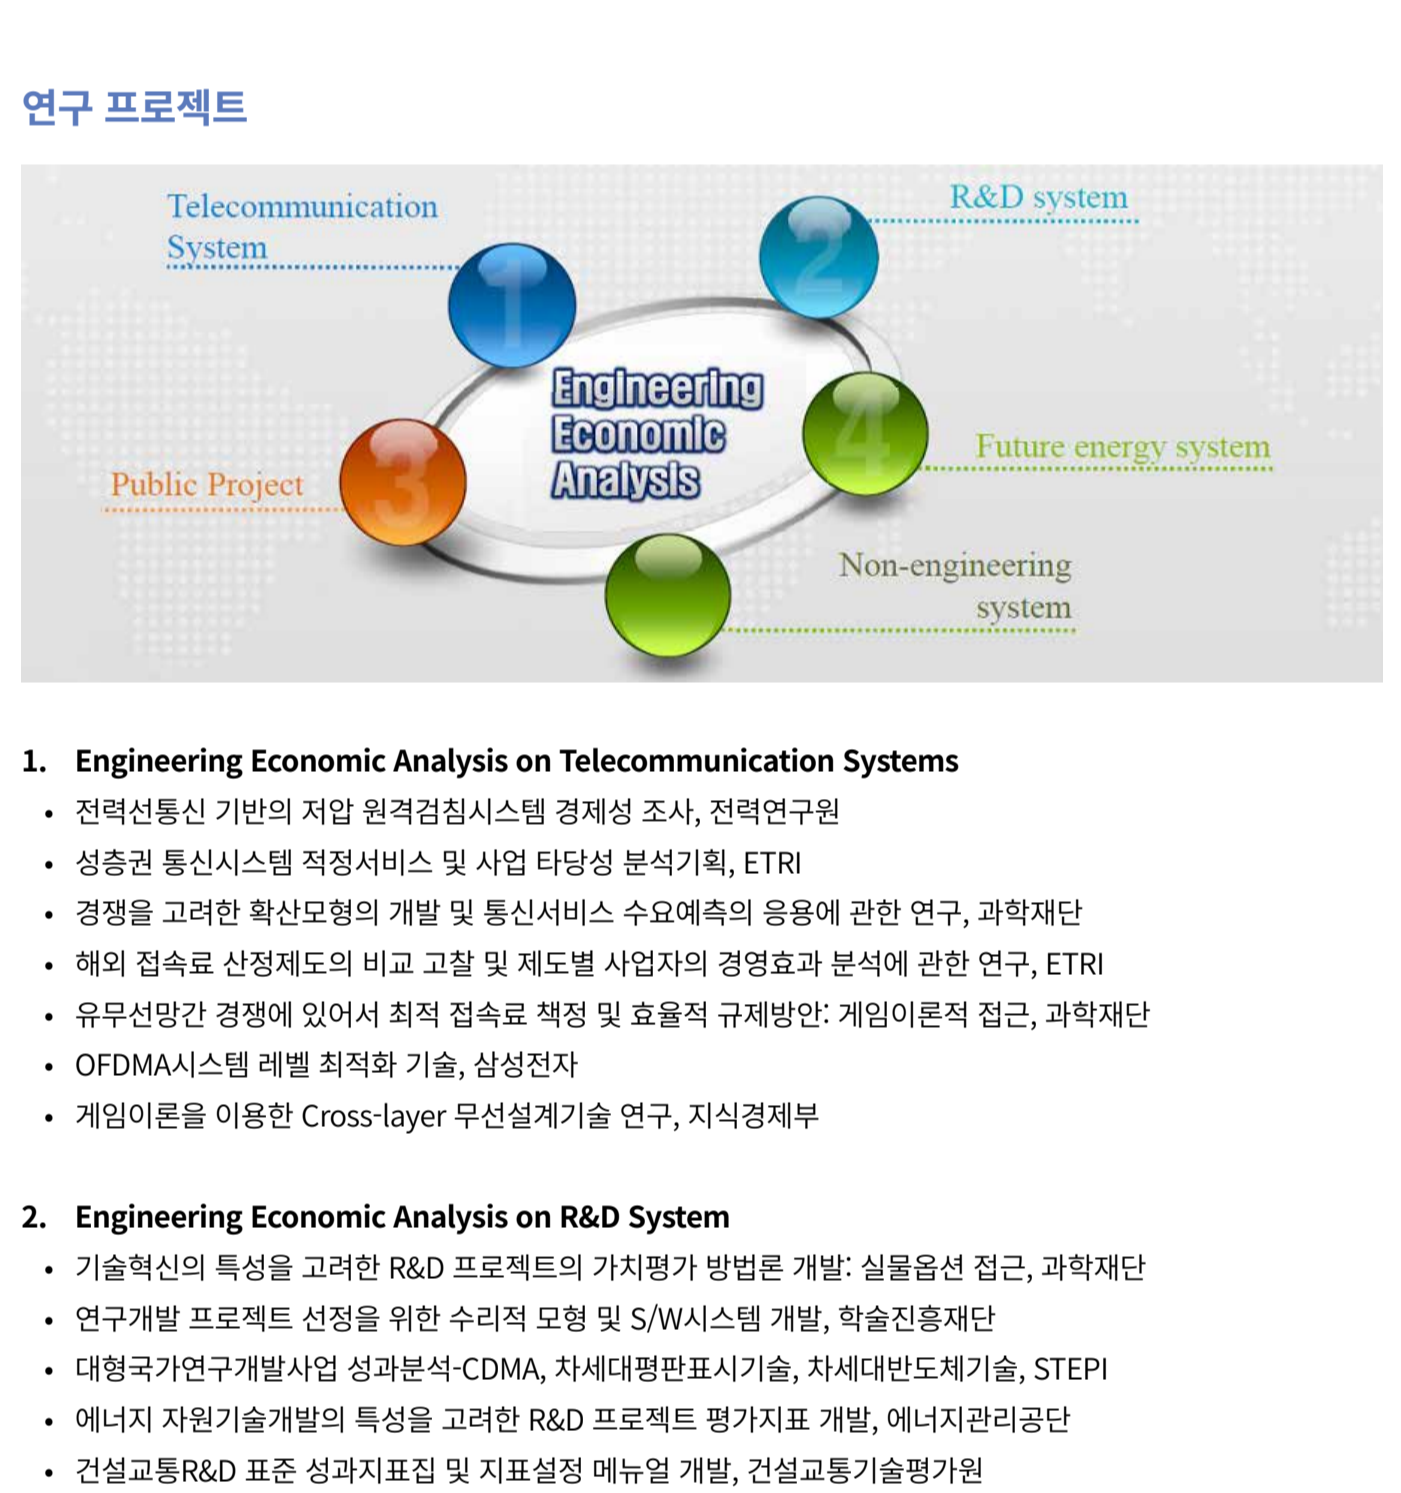 연구 프로젝트
Telecommunication
System
R&D system
1
2
Engineering
Economic
Analysis
3
4
Public Project
Future energy system
Non-engineering
system
1. Engineering Economic Analysis on Telecommunication Systems
• 전력선통신 기반의 저압 원격검침시스템 경제성 조사, 전력연구원
• 성층권 통신시스템 적정서비스 및 사업 타당성 분석기획, ETRI
• 경쟁을 고려한 확산모형의 개발 및 통신서비스 수요예측의 응용에 관한 연구, 과학재단
• 해외 접속료 산정제도의 비교 고찰 및 제도별 사업자의 경영효과 분석에 관한 연구, ETRI
• 유무선망간 경쟁에 있어서 최적 접속료 책정 및 효율적 규제방안: 게임이론적 접근, 과학재단
• OFDMA시스템 레벨 최적화 기술, 삼성전자
• 게임이론을 이용한 Cross-layer 무선설계기술 연구, 지식경제부
2. Engineering Economic Analysis on R&D System
• 기술혁신의 특성을 고려한 R&D 프로젝트의 가치평가 방법론 개발: 실물옵션 접근, 과학재단
• 연구개발 프로젝트 선정을 위한 수리적 모형 및 S/W시스템 개발, 학술진흥재단
• 대형국가연구개발사업 성과분석-CDMA, 차세대평판표시기술, 차세대반도체기술, STEPI
• 에너지 자원기술개발의 특성을 고려한 R&D 프로젝트 평가지표 개발, 에너지관리공단
• 건설교통R&D 표준 성과지표집 및 지표설정 메뉴얼 개발, 건설교통기술평가원